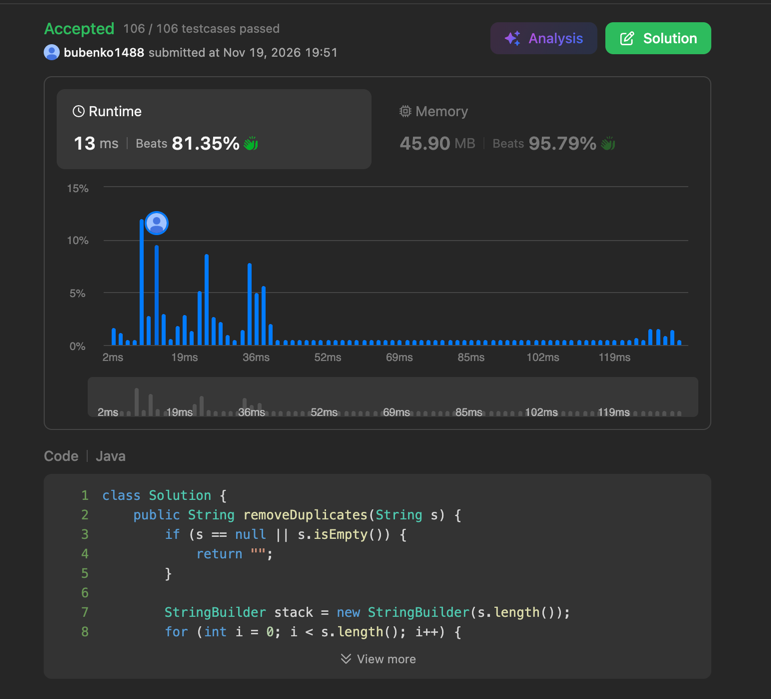 Accepted 106 / 106 testcases passed
bubenko1488 submitted at Nov 19, 2026 19:51
Analysis
Solution
Runtime
13 ms | Beats 81.35%
Memory
45.90 MB | Beats 95.79%
15%
10%
5%
0%
2ms 19ms 36ms 52ms 69ms 85ms 102ms 119ms
2ms 19ms 36ms 52ms 69ms 85ms 102ms 119ms
Code | Java
1 class Solution {
2     public String removeDuplicates(String s) {
3         if (s == null || s.isEmpty()) {
4             return "";
5         }
6
7         StringBuilder stack = new StringBuilder(s.length());
8         for (int i = 0; i < s.length(); i++) {
View more